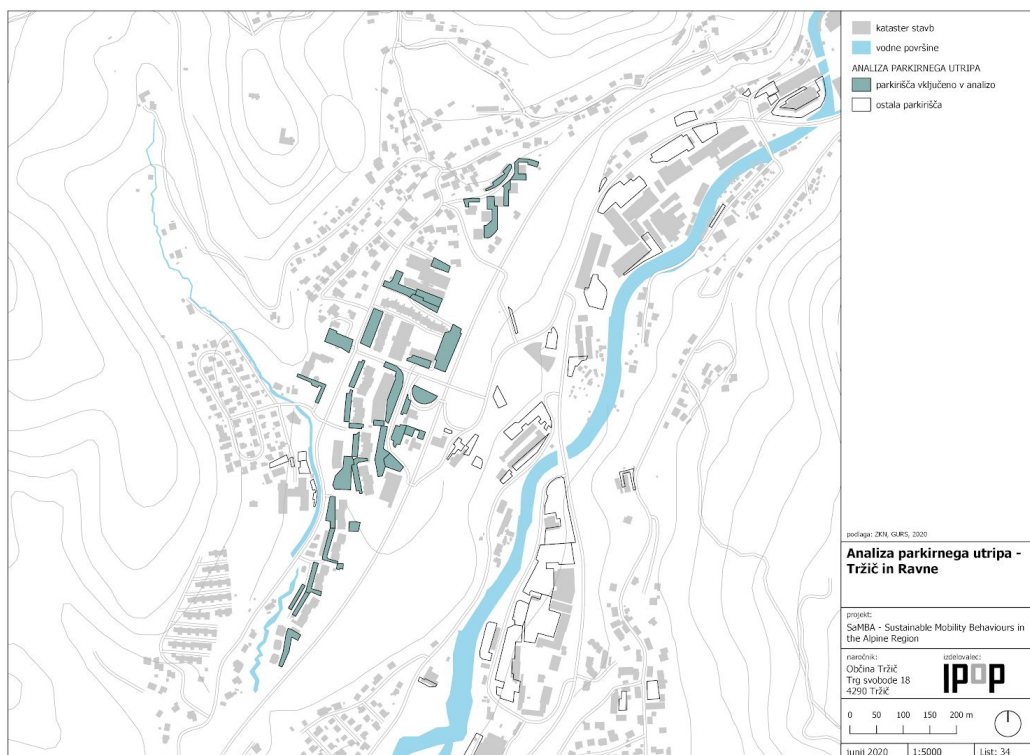 kataster stavb
vodne površine
ANALIZA PARKIRNEGA UTRIPA
parkirišča vključeno v analizo
ostala parkirišča
podlaga: ZKN, GURS, 2020
Analiza parkirnega utripa -
Tržič in Ravne
projekt:
SaMBA - Sustainable Mobility Behaviours in
the Alpine Region
naročnik:
Občina Tržič
Trg svobode 18
4290 Tržič
izdelovalec:
IPOP
0 50 100 150 200 m
junij 2020 1:5000 List: 34